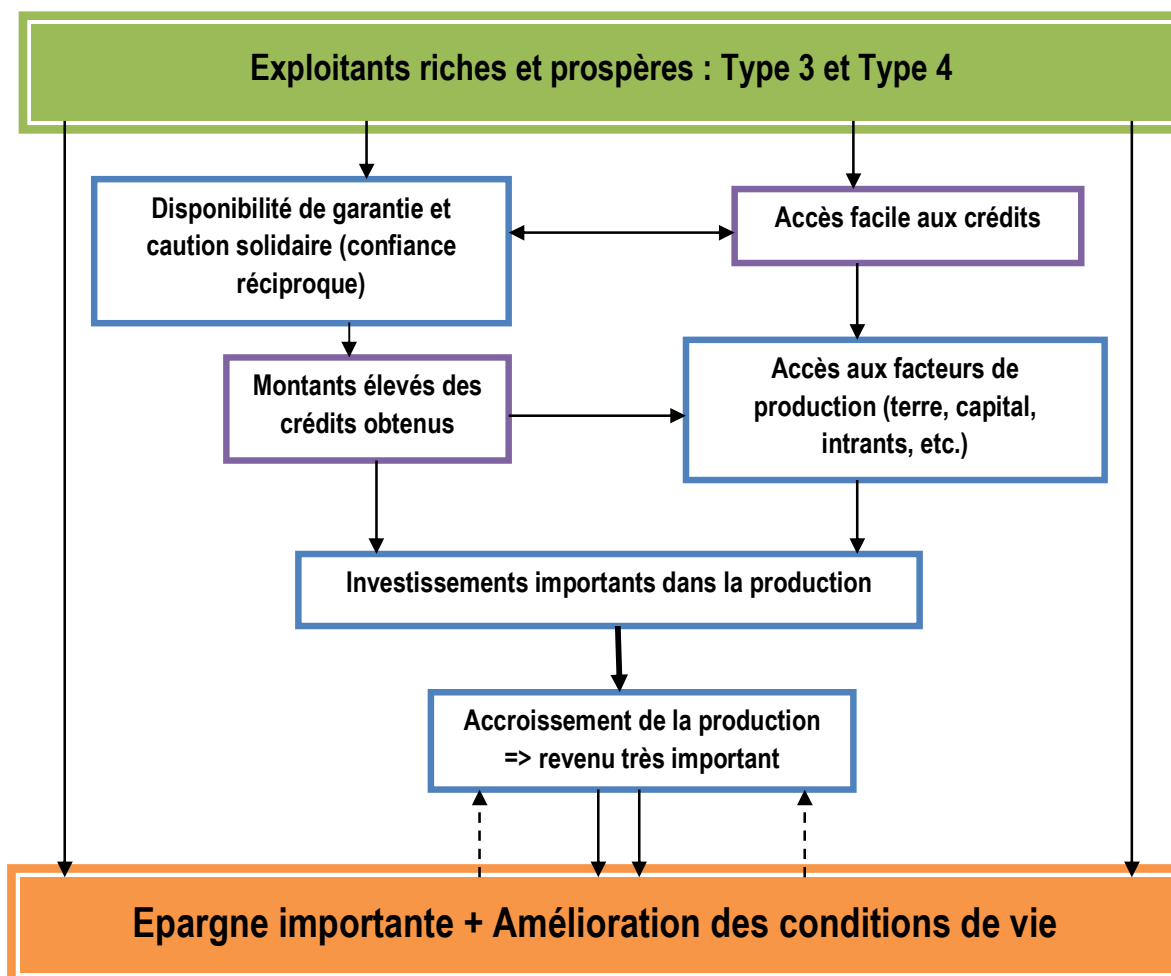 Exploitants riches et prospères : Type 3 et Type 4
Disponibilité de garantie et
caution solidaire (confiance
réciproque)
Accès facile aux crédits
Montants élevés des
crédits obtenus
Accès aux facteurs de
production (terre, capital,
intrants, etc.)
Investissements importants dans la production
Accroissement de la production
=> revenu très important
Epargne importante + Amélioration des conditions de vie